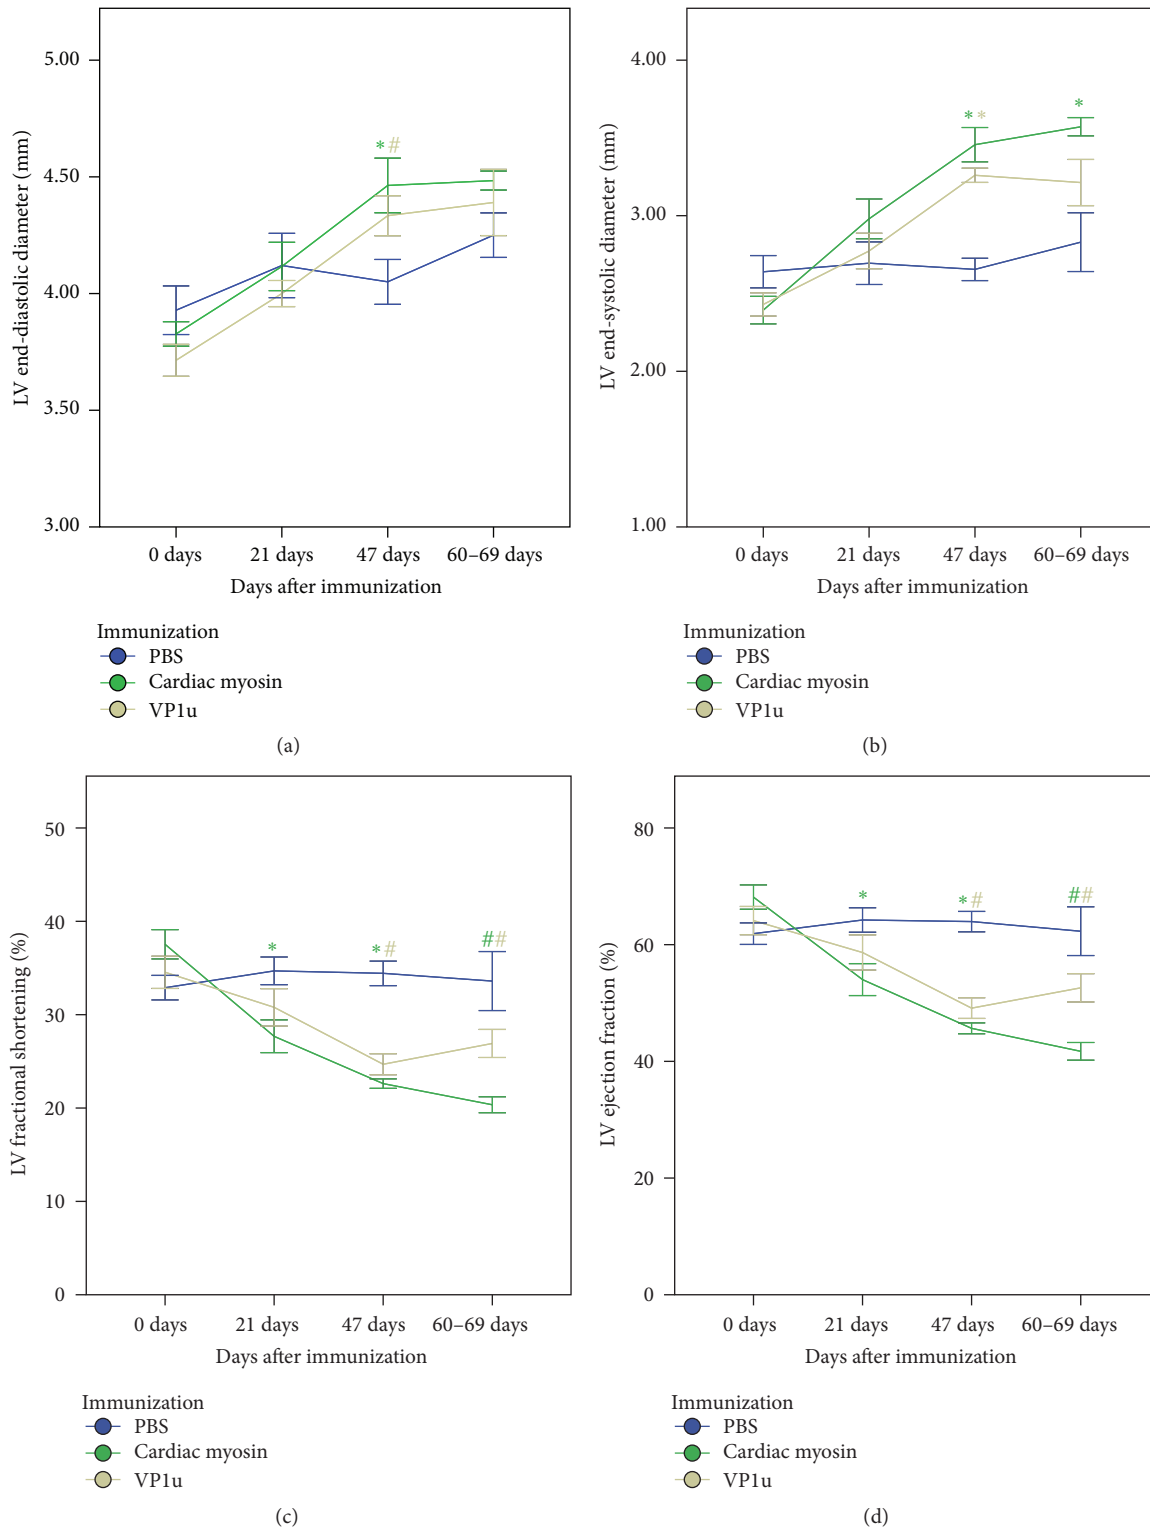 5.00
4.50
4.00
3.50
3.00
LV end-diastolic diameter (mm)
*#
0 days 21 days 47 days 60–69 days
Days after immunization
Immunization
PBS
Cardiac myosin
VP1u
(a)
4.00
3.00
2.00
1.00
LV end-systolic diameter (mm)
** *
0 days 21 days 47 days 60–69 days
Days after immunization
Immunization
PBS
Cardiac myosin
VP1u
(b)
50
40
30
20
10
0
LV fractional shortening (%)
* *# ##
0 days 21 days 47 days 60–69 days
Days after immunization
Immunization
PBS
Cardiac myosin
VP1u
(c)
80
60
40
20
0
LV ejection fraction (%)
* *# ##
0 days 21 days 47 days 60–69 days
Days after immunization
Immunization
PBS
Cardiac myosin
VP1u
(d)